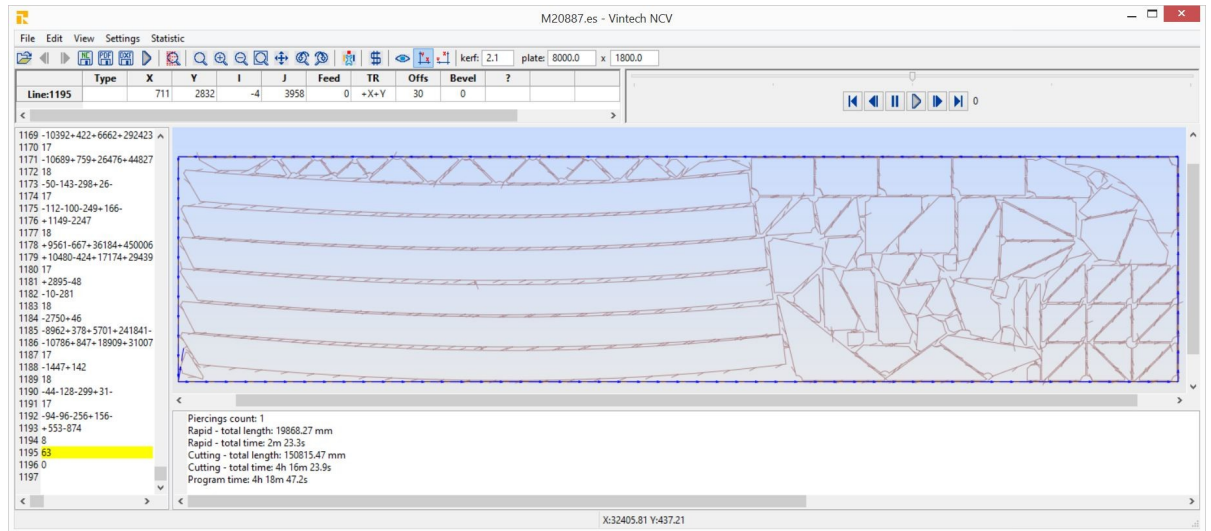 M20887.es - Vintech NCV
File Edit View Settings Statistic
kerf: 2.1 plate: 8000.0 x 1800.0
Type X Y I J Feed TR Offs Bevel ?
Line:1195 711 2832 -4 3958 0 +X+Y 30 0
0
1169 -10392+422+6662+292423
1170 17
1171 -10689+759+26476+44827
1172 18
1173 -50-143-298+26-
1174 17
1175 -112-100-249+166-
1176 +1149-2247
1177 18
1178 +9561-667+36184+450006
1179 +10480-424+17174+29439
1180 17
1181 +2895-48
1182 -10-281
1183 18
1184 -2750+46
1185 -8962+378+5701+241841-
1186 -10786+847+18909+31007
1187 17
1188 -1447+142
1189 18
1190 -44-128-299+31-
1191 17
1192 -94-96-256+156-
1193 +553-874
1194 8
1195 63
1196 0
1197
Piercings count: 1
Rapid - total length: 19868.27 mm
Rapid - total time: 2m 23.3s
Cutting - total length: 150815.47 mm
Cutting - total time: 4h 16m 23.9s
Program time: 4h 18m 47.2s
X:32405.81 Y:437.21